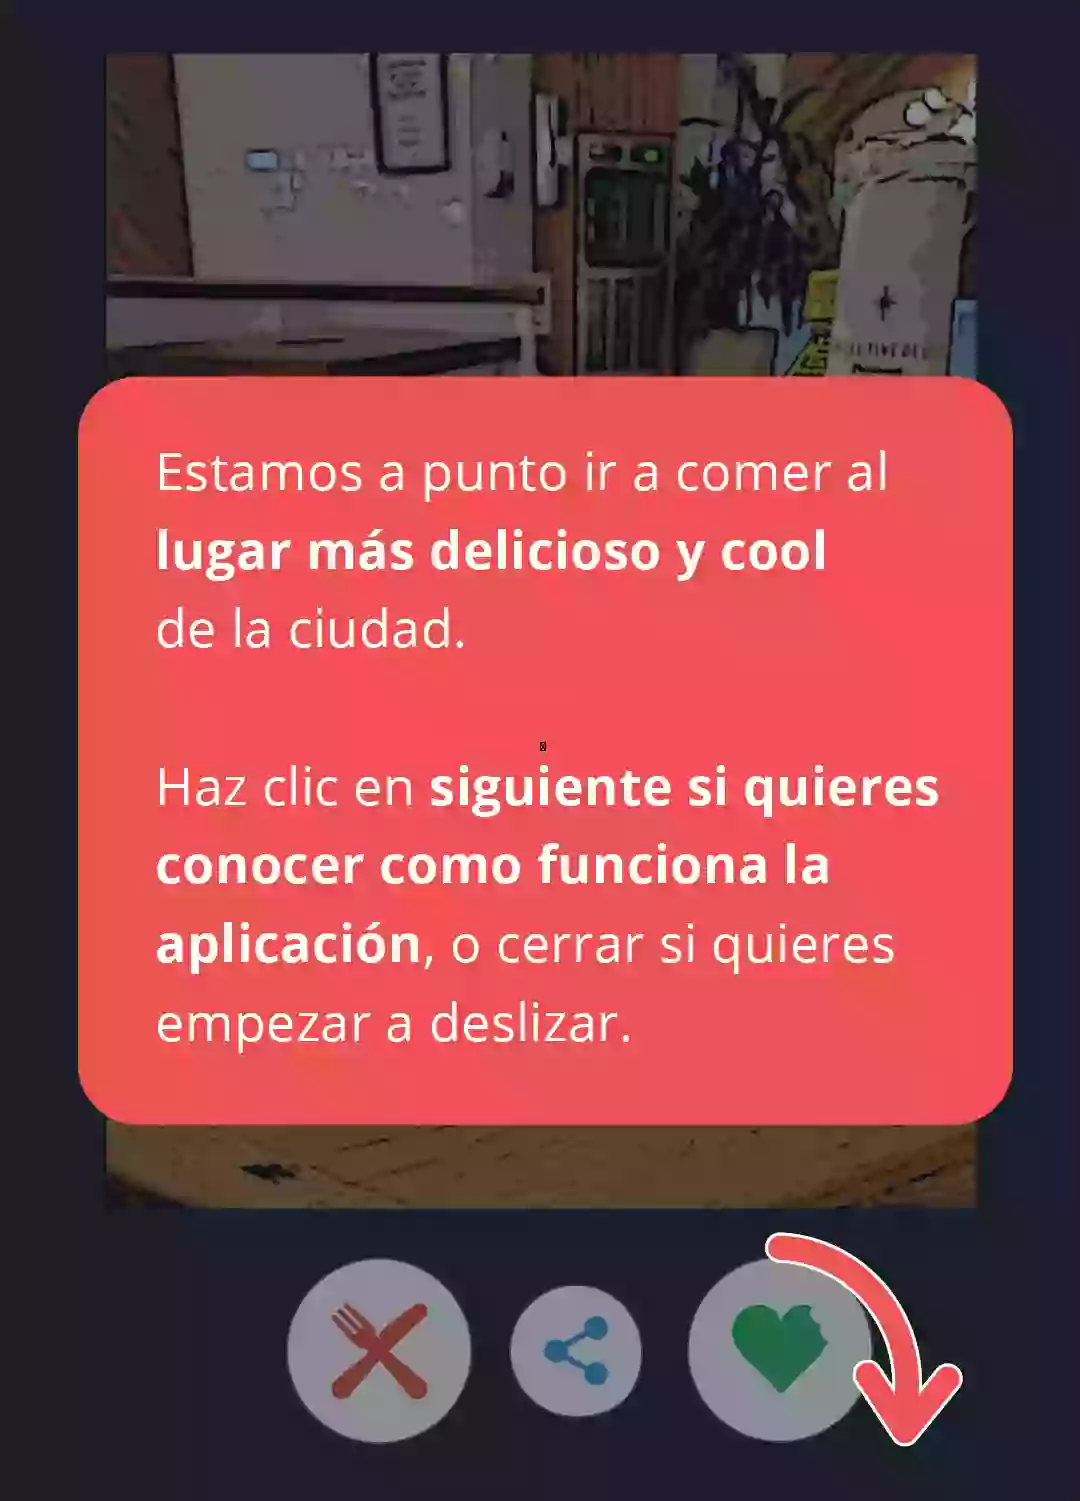 Estamos a punto ir a comer al
lugar más delicioso y cool
de la ciudad.
Haz clic en siguiente si quieres
conocer como funciona la
aplicación, o cerrar si quieres
empezar a deslizar.